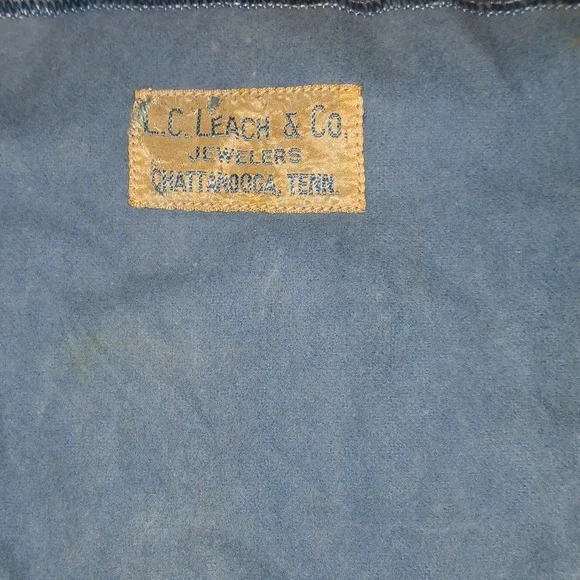 L.C. LEACH & CO.
JEWELERS
CHATTANOOGA, TENN.